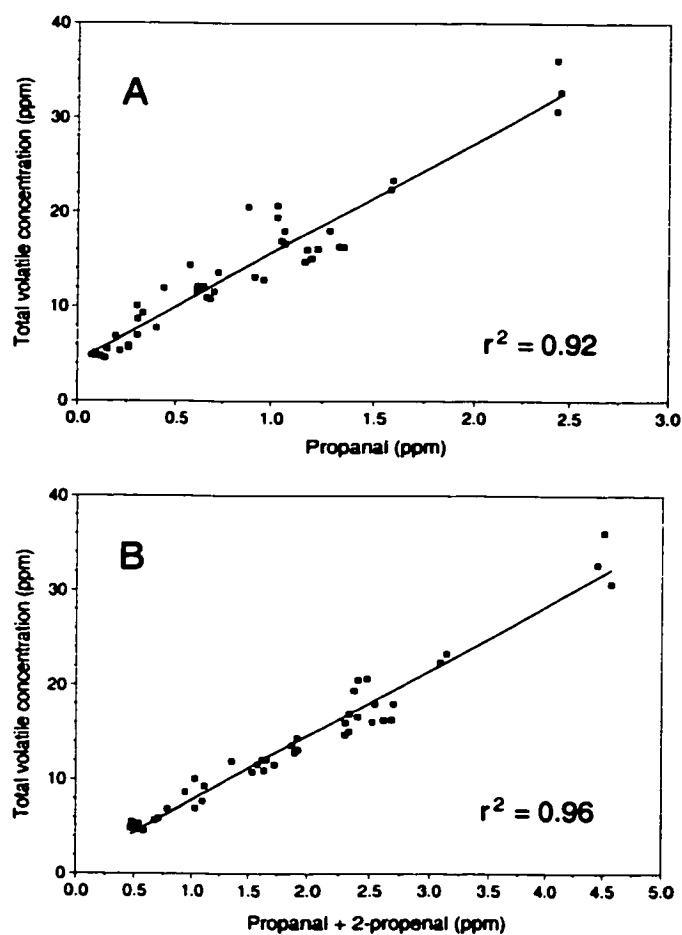 40
A
30
20
10
0
Total volatile concentration (ppm)
r² = 0.92
0.0 0.5 1.0 1.5 2.0 2.5 3.0
Propanal (ppm)
40
B
30
20
10
0
Total volatile concentration (ppm)
r² = 0.96
0.0 0.5 1.0 1.5 2.0 2.5 3.0 3.5 4.0 4.5 5.0
Propanal + 2-propenal (ppm)